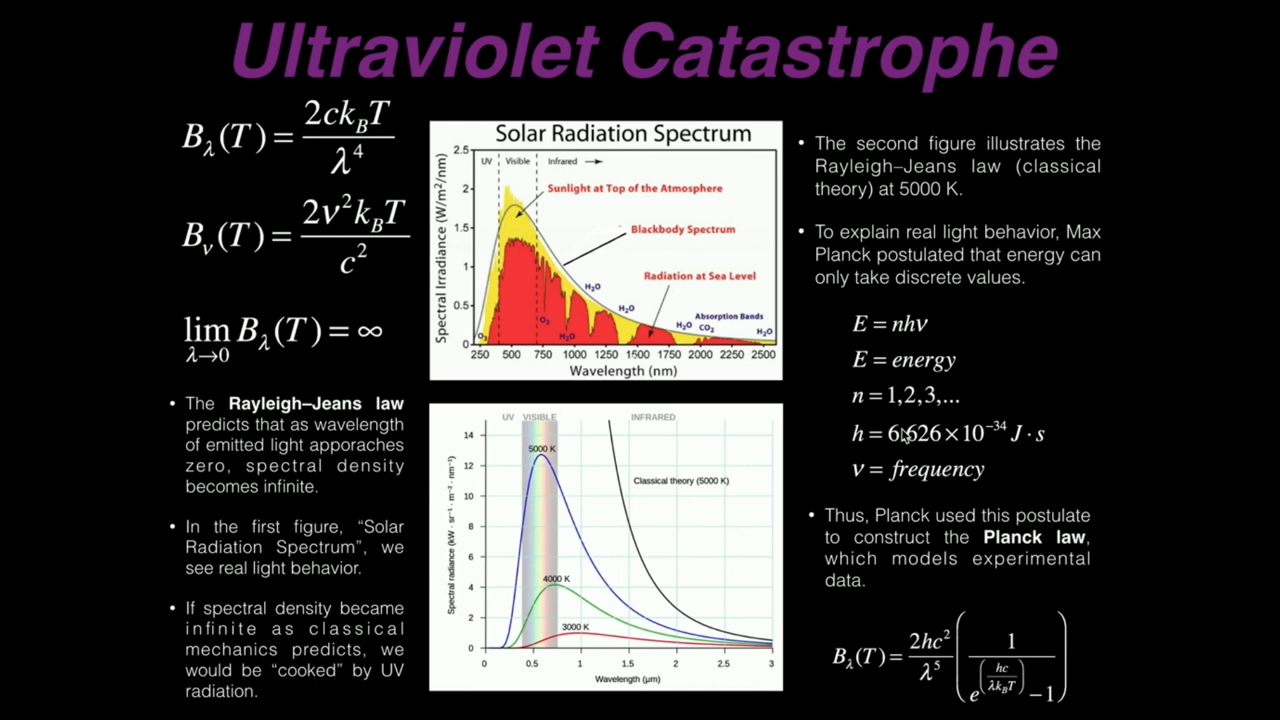 Ultraviolet Catastrophe
B_λ(T) = 2ck_BT / λ^4
B_ν(T) = 2ν^2k_BT / c^2
lim λ→0 B_λ(T) = ∞
• The Rayleigh–Jeans law
predicts that as wavelength
of emitted light apporaches
zero, spectral density
becomes infinite.
• In the first figure, “Solar
Radiation Spectrum”, we
see real light behavior.
• If spectral density became
infinite as classical
mechanics predicts, we
would be “cooked” by UV
radiation.
Solar Radiation Spectrum
Spectral Irradiance (W/m²/nm)
2.5
2
1.5
1
0.5
0
UV Visible Infrared →
Sunlight at Top of the Atmosphere
Blackbody Spectrum
Radiation at Sea Level
H₂O
H₂O
Absorption Bands
O₃ O₂ H₂O H₂O CO₂ H₂O
250 500 750 1000 1250 1500 1750 2000 2250 2500
Wavelength (nm)
UV VISIBLE INFRARED
Spectral radiance (kW · sr⁻¹ · m⁻² · nm⁻¹)
14
12
10
8
6
4
2
0
5000 K
Classical theory (5000 K)
4000 K
3000 K
0 0.5 1 1.5 2 2.5 3
Wavelength (μm)
• The second figure illustrates the
Rayleigh–Jeans law (classical
theory) at 5000 K.
• To explain real light behavior, Max
Planck postulated that energy can
only take discrete values.
E = nhν
E = energy
n = 1,2,3,...
h = 6.626 × 10⁻³⁴ J · s
ν = frequency
• Thus, Planck used this postulate
to construct the Planck law,
which models experimental
data.
B_λ(T) = 2hc^2 / λ^5 ( 1 / (e^(hc / λk_BT) − 1) )